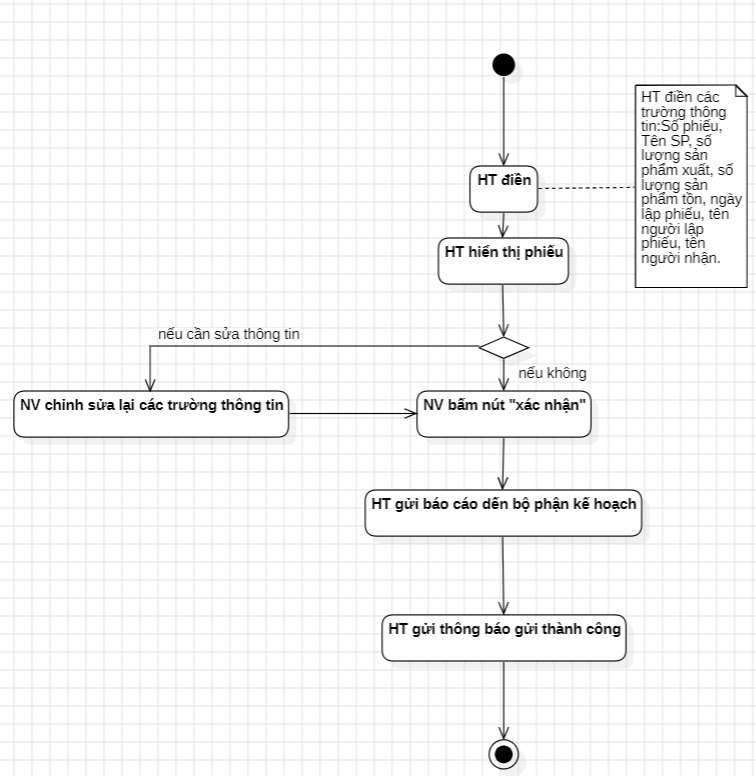 HT điền các
trường thông
tin:Số phiếu,
Tên SP, số
lượng sản
phẩm xuất, số
lượng sản
phẩm tồn, ngày
lập phiếu, tên
người lập
phiếu, tên
người nhận.
HT điền
HT hiển thị phiếu
nếu cần sửa thông tin
nếu không
NV chỉnh sửa lại các trường thông tin
NV bấm nút "xác nhận"
HT gửi báo cáo dến bộ phận kế hoạch
HT gửi thông báo gửi thành công